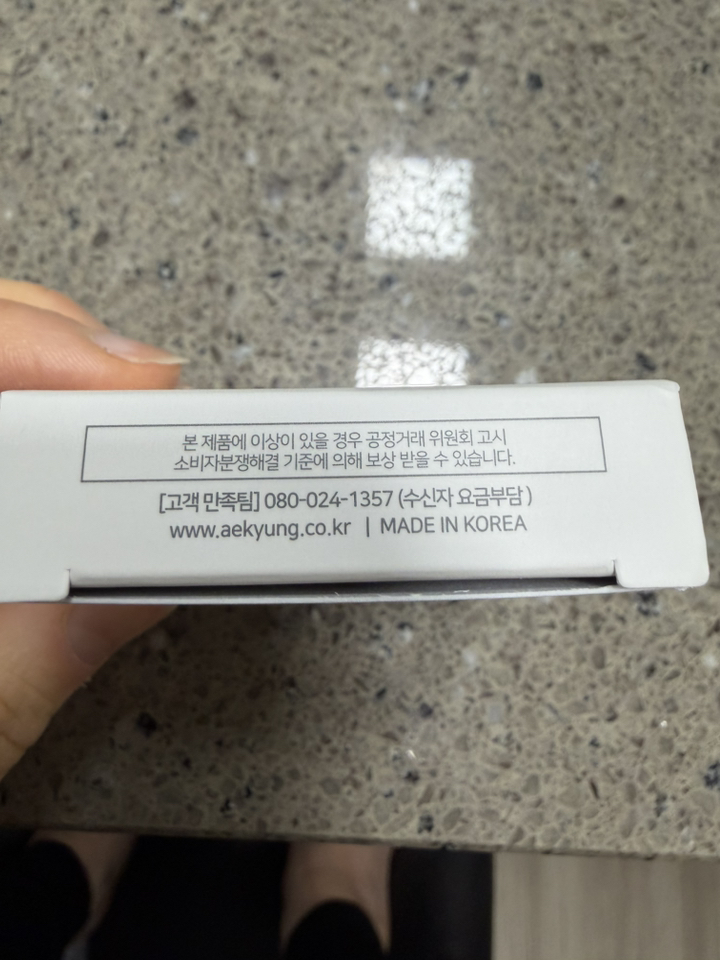 본 제품에 이상이 있을 경우 공정거래 위원회 고시
소비자분쟁해결 기준에 의해 보상 받을 수 있습니다.
[고객 만족팀] 080-024-1357 (수신자 요금부담 )
www.aekyung.co.kr | MADE IN KOREA